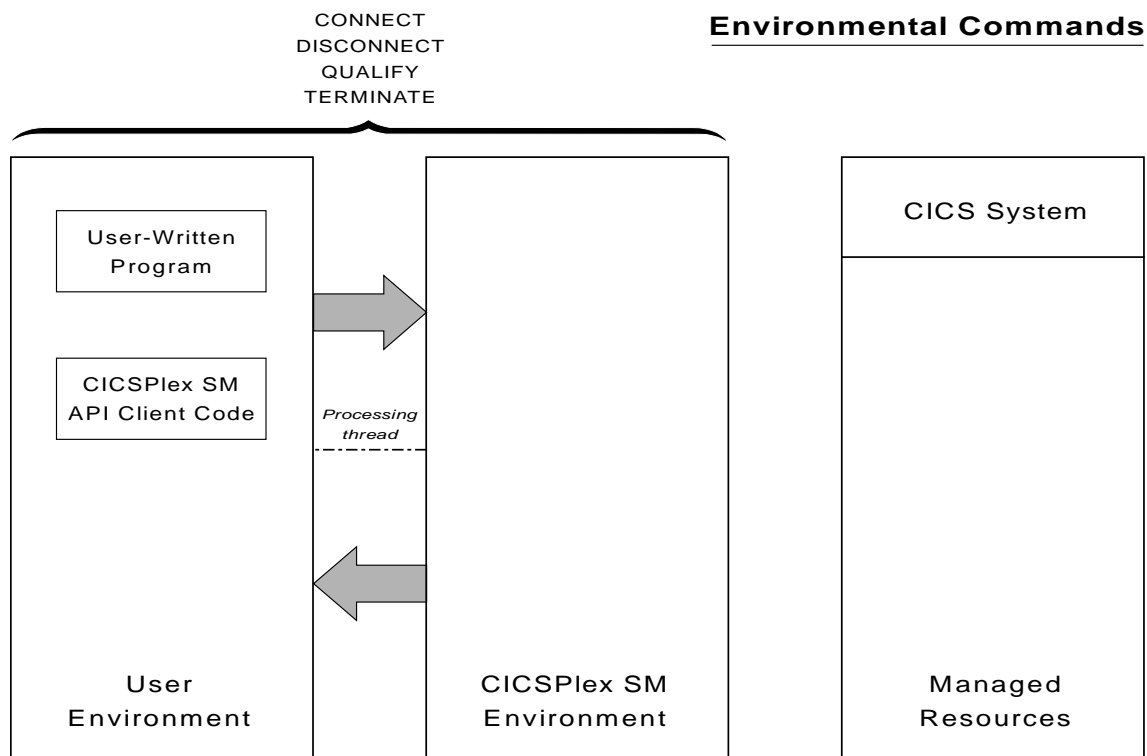 Environmental Commands
CONNECT
DISCONNECT
QUALIFY
TERMINATE
User-Written
Program
CICSPlex SM
API Client Code
Processing
thread
CICS System
User
Environment
CICSPlex SM
Environment
Managed
Resources